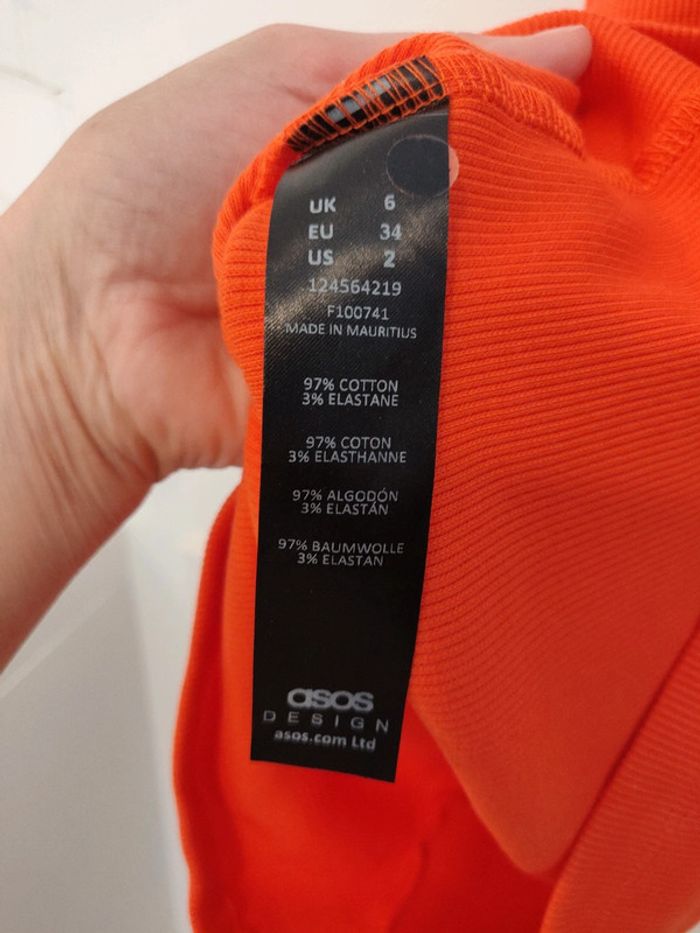 UK 6
EU 34
US 2
124564219
F100741
MADE IN MAURITIUS
97% COTTON
3% ELASTANE
97% COTON
3% ELASTHANNE
97% ALGODÓN
3% ELASTÁN
97% BAUMWOLLE
3% ELASTAN
asos
DESIGN
asos.com Ltd